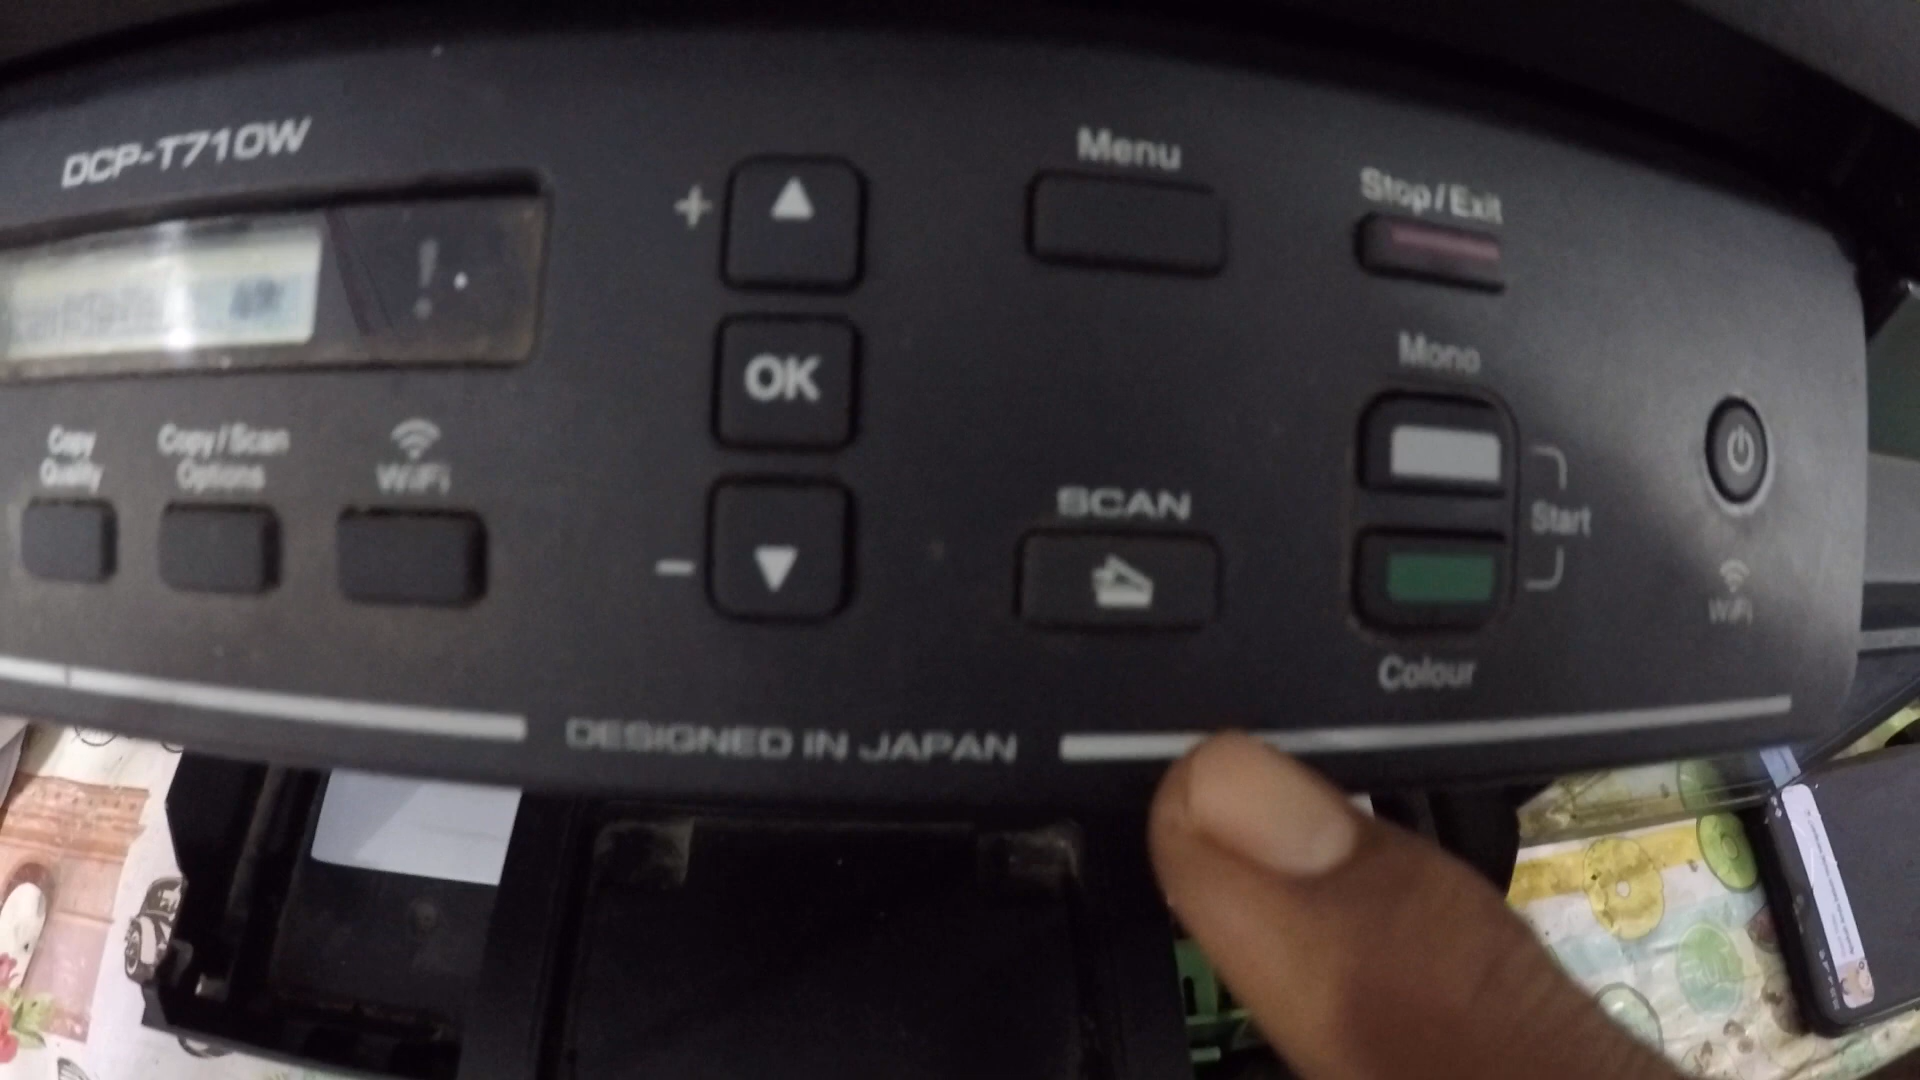 DCP-T710W
+
Menu
Stop/Exit
OK
Mono
Copy
Quality
Copy/Scan
Options
WiFi
SCAN
Start
−
WiFi
Colour
DESIGNED IN JAPAN